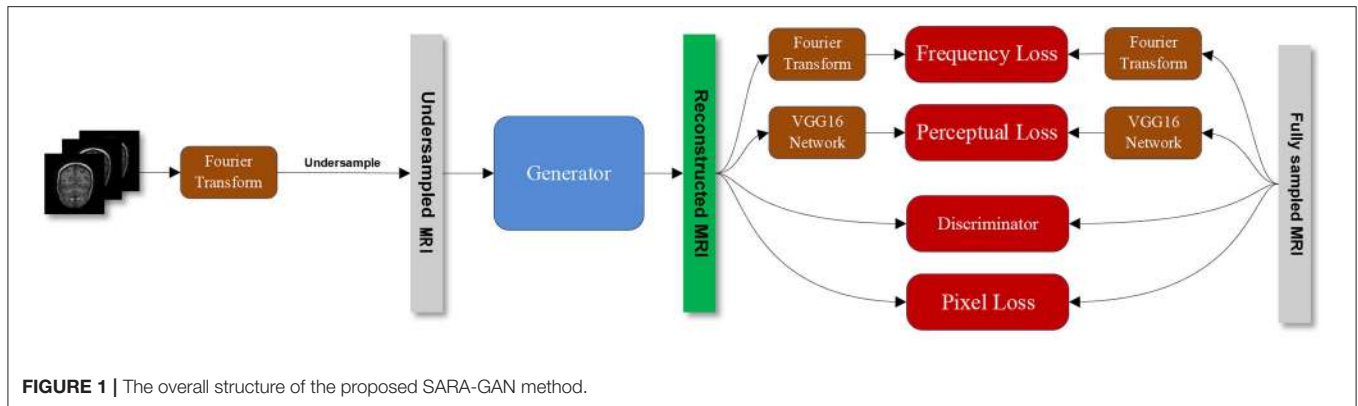 Fourier
Transform
Undersample
Undersampled MRI
Generator
Reconstructed MRI
Fourier
Transform
Frequency Loss
Fourier
Transform
VGG16
Network
Perceptual Loss
VGG16
Network
Discriminator
Pixel Loss
Fully sampled MRI
FIGURE 1 | The overall structure of the proposed SARA-GAN method.